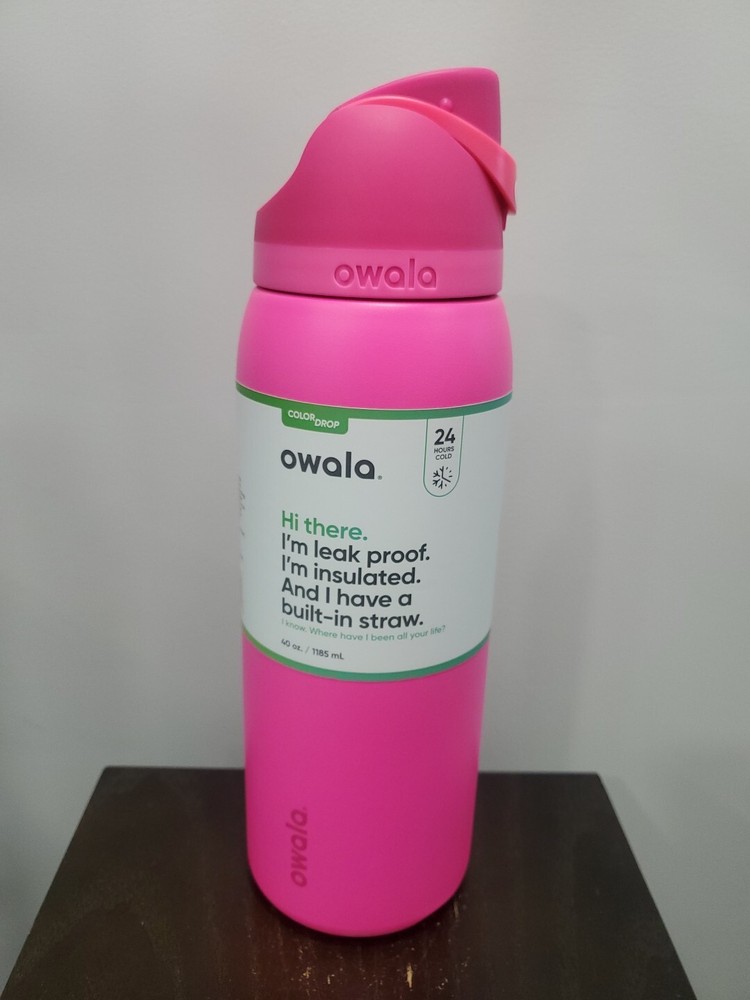 owala
COLOR DROP
24
HOURS
COLD
owala®
Hi there.
I'm leak proof.
I'm insulated.
And I have a
built-in straw.
I know. Where have I been all your life?
40 oz. / 1185 mL
owala